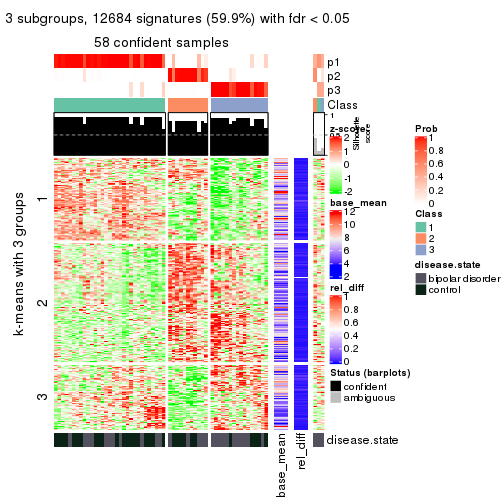 3 subgroups, 12684 signatures (59.9%) with fdr < 0.05
58 confident samples
p1
p2
p3
Class
1
Silhouette
score
k-means with 3 groups
1
2
3
z-score
2
1
0
-1
-2
base_mean
12
10
8
6
4
2
rel_diff
1
0.8
0.6
0.4
0.2
0
Status (barplots)
confident
ambiguous
Prob
1
0.8
0.6
0.4
0.2
0
Class
1
2
3
disease.state
bipolar disorder
control
disease.state
base_mean
rel_diff